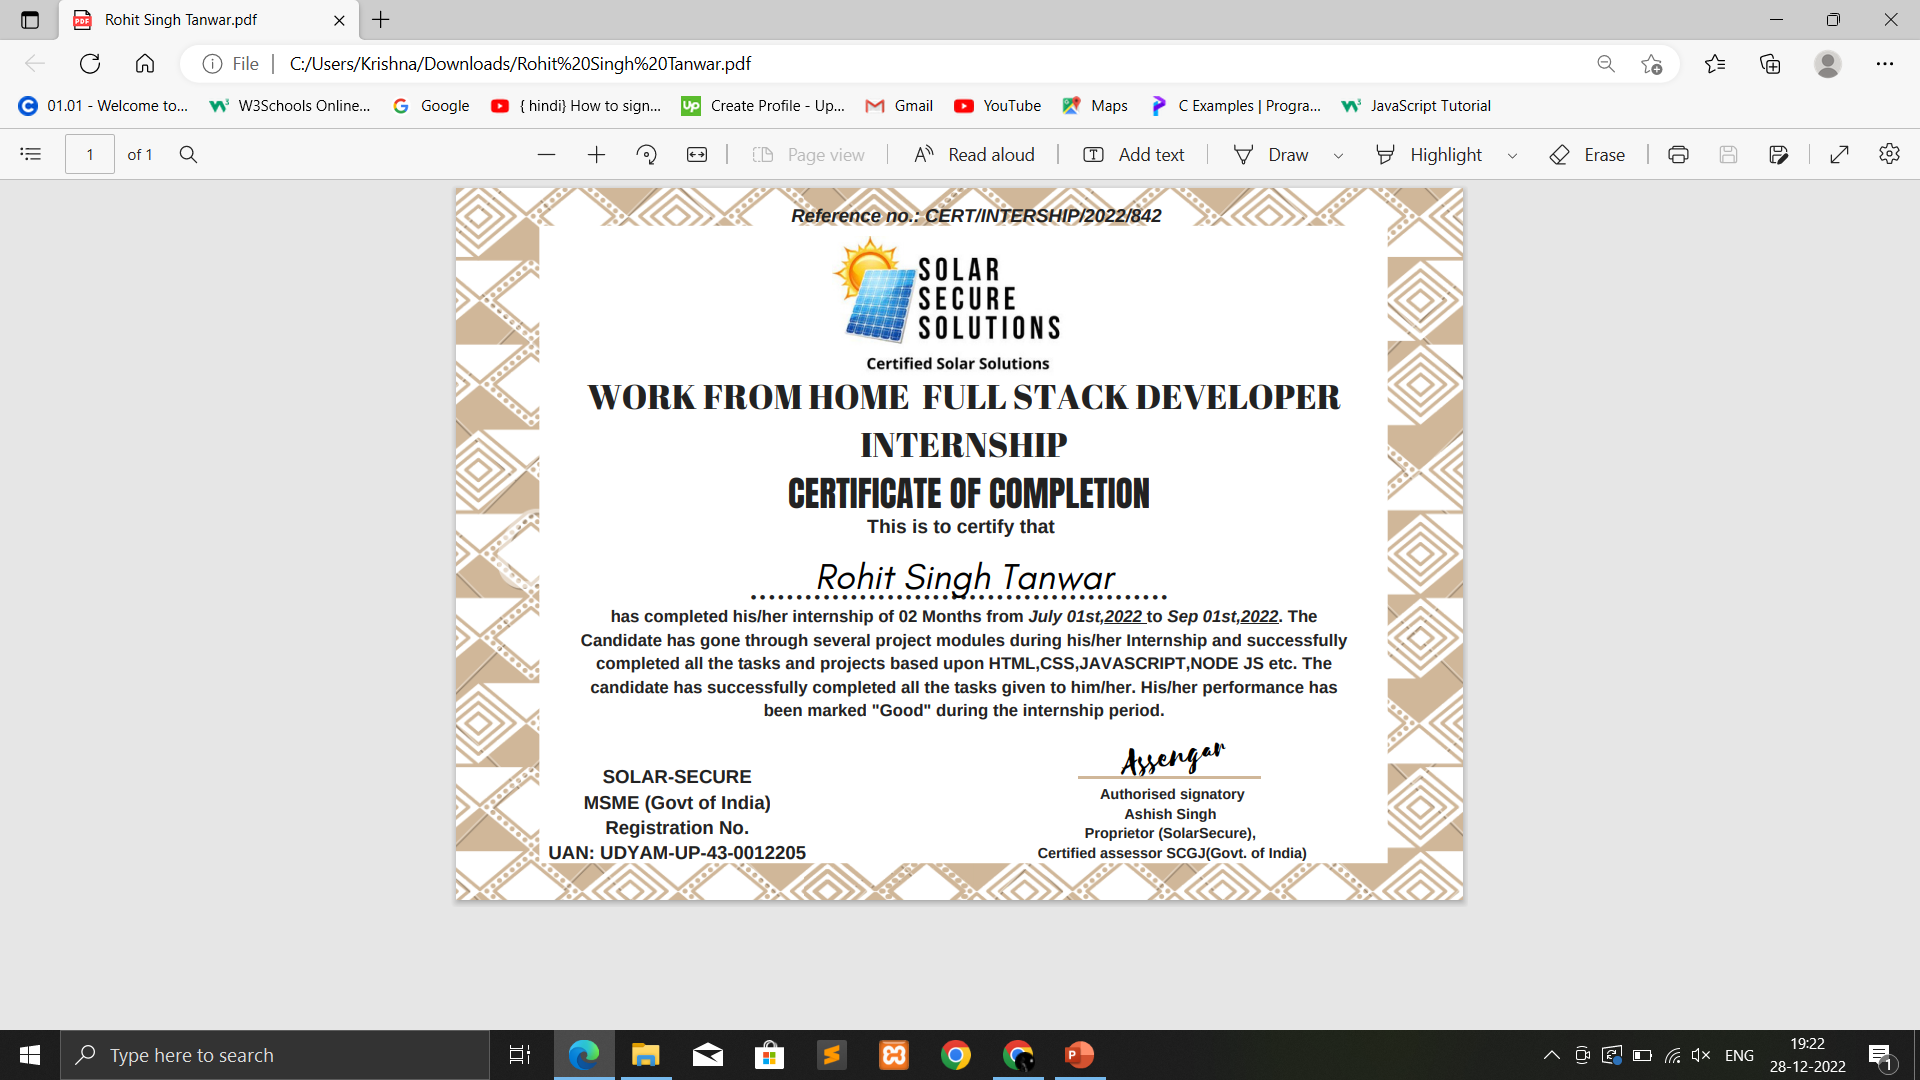 Rohit Singh Tanwar.pdf
File
C:/Users/Krishna/Downloads/Rohit%20Singh%20Tanwar.pdf
01.01 - Welcome to...
W3Schools Online...
Google
{ hindi} How to sign...
Create Profile - Up...
Gmail
YouTube
Maps
C Examples | Progra...
JavaScript Tutorial
1 of 1
Page view
Read aloud
Add text
Draw
Highlight
Erase
Reference no.: CERT/INTERSHIP/2022/842
SOLAR
SECURE
SOLUTIONS
Certified Solar Solutions
WORK FROM HOME FULL STACK DEVELOPER
INTERNSHIP
CERTIFICATE OF COMPLETION
This is to certify that
Rohit Singh Tanwar
has completed his/her internship of 02 Months from July 01st,2022 to Sep 01st,2022. The
Candidate has gone through several project modules during his/her Internship and successfully
completed all the tasks and projects based upon HTML,CSS,JAVASCRIPT,NODE JS etc. The
candidate has successfully completed all the tasks given to him/her. His/her performance has
been marked "Good" during the internship period.
SOLAR-SECURE
MSME (Govt of India)
Registration No.
UAN: UDYAM-UP-43-0012205
Assengar
Authorised signatory
Ashish Singh
Proprietor (SolarSecure),
Certified assessor SCGJ(Govt. of India)
Type here to search
ENG
19:22
28-12-2022
1